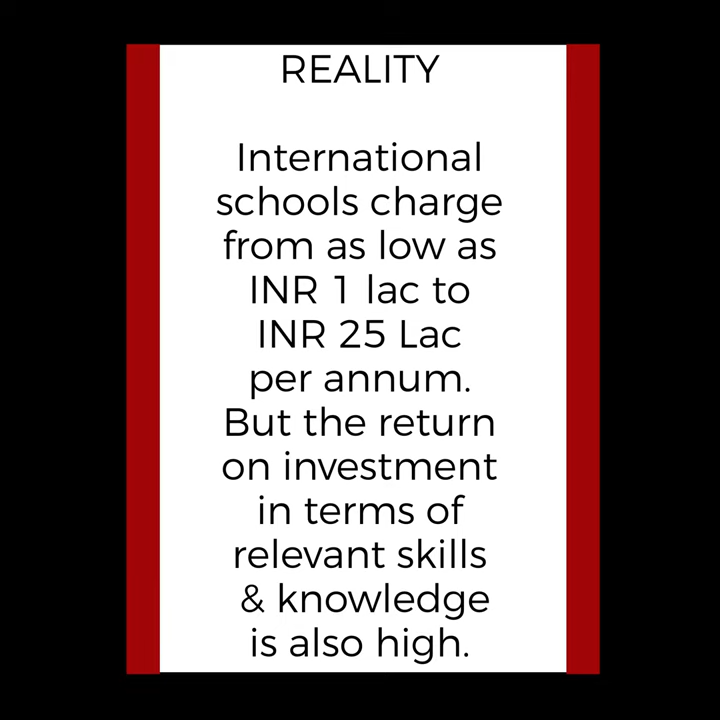 REALITY
International
schools charge
from as low as
INR 1 lac to
INR 25 Lac
per annum.
But the return
on investment
in terms of
relevant skills
& knowledge
is also high.